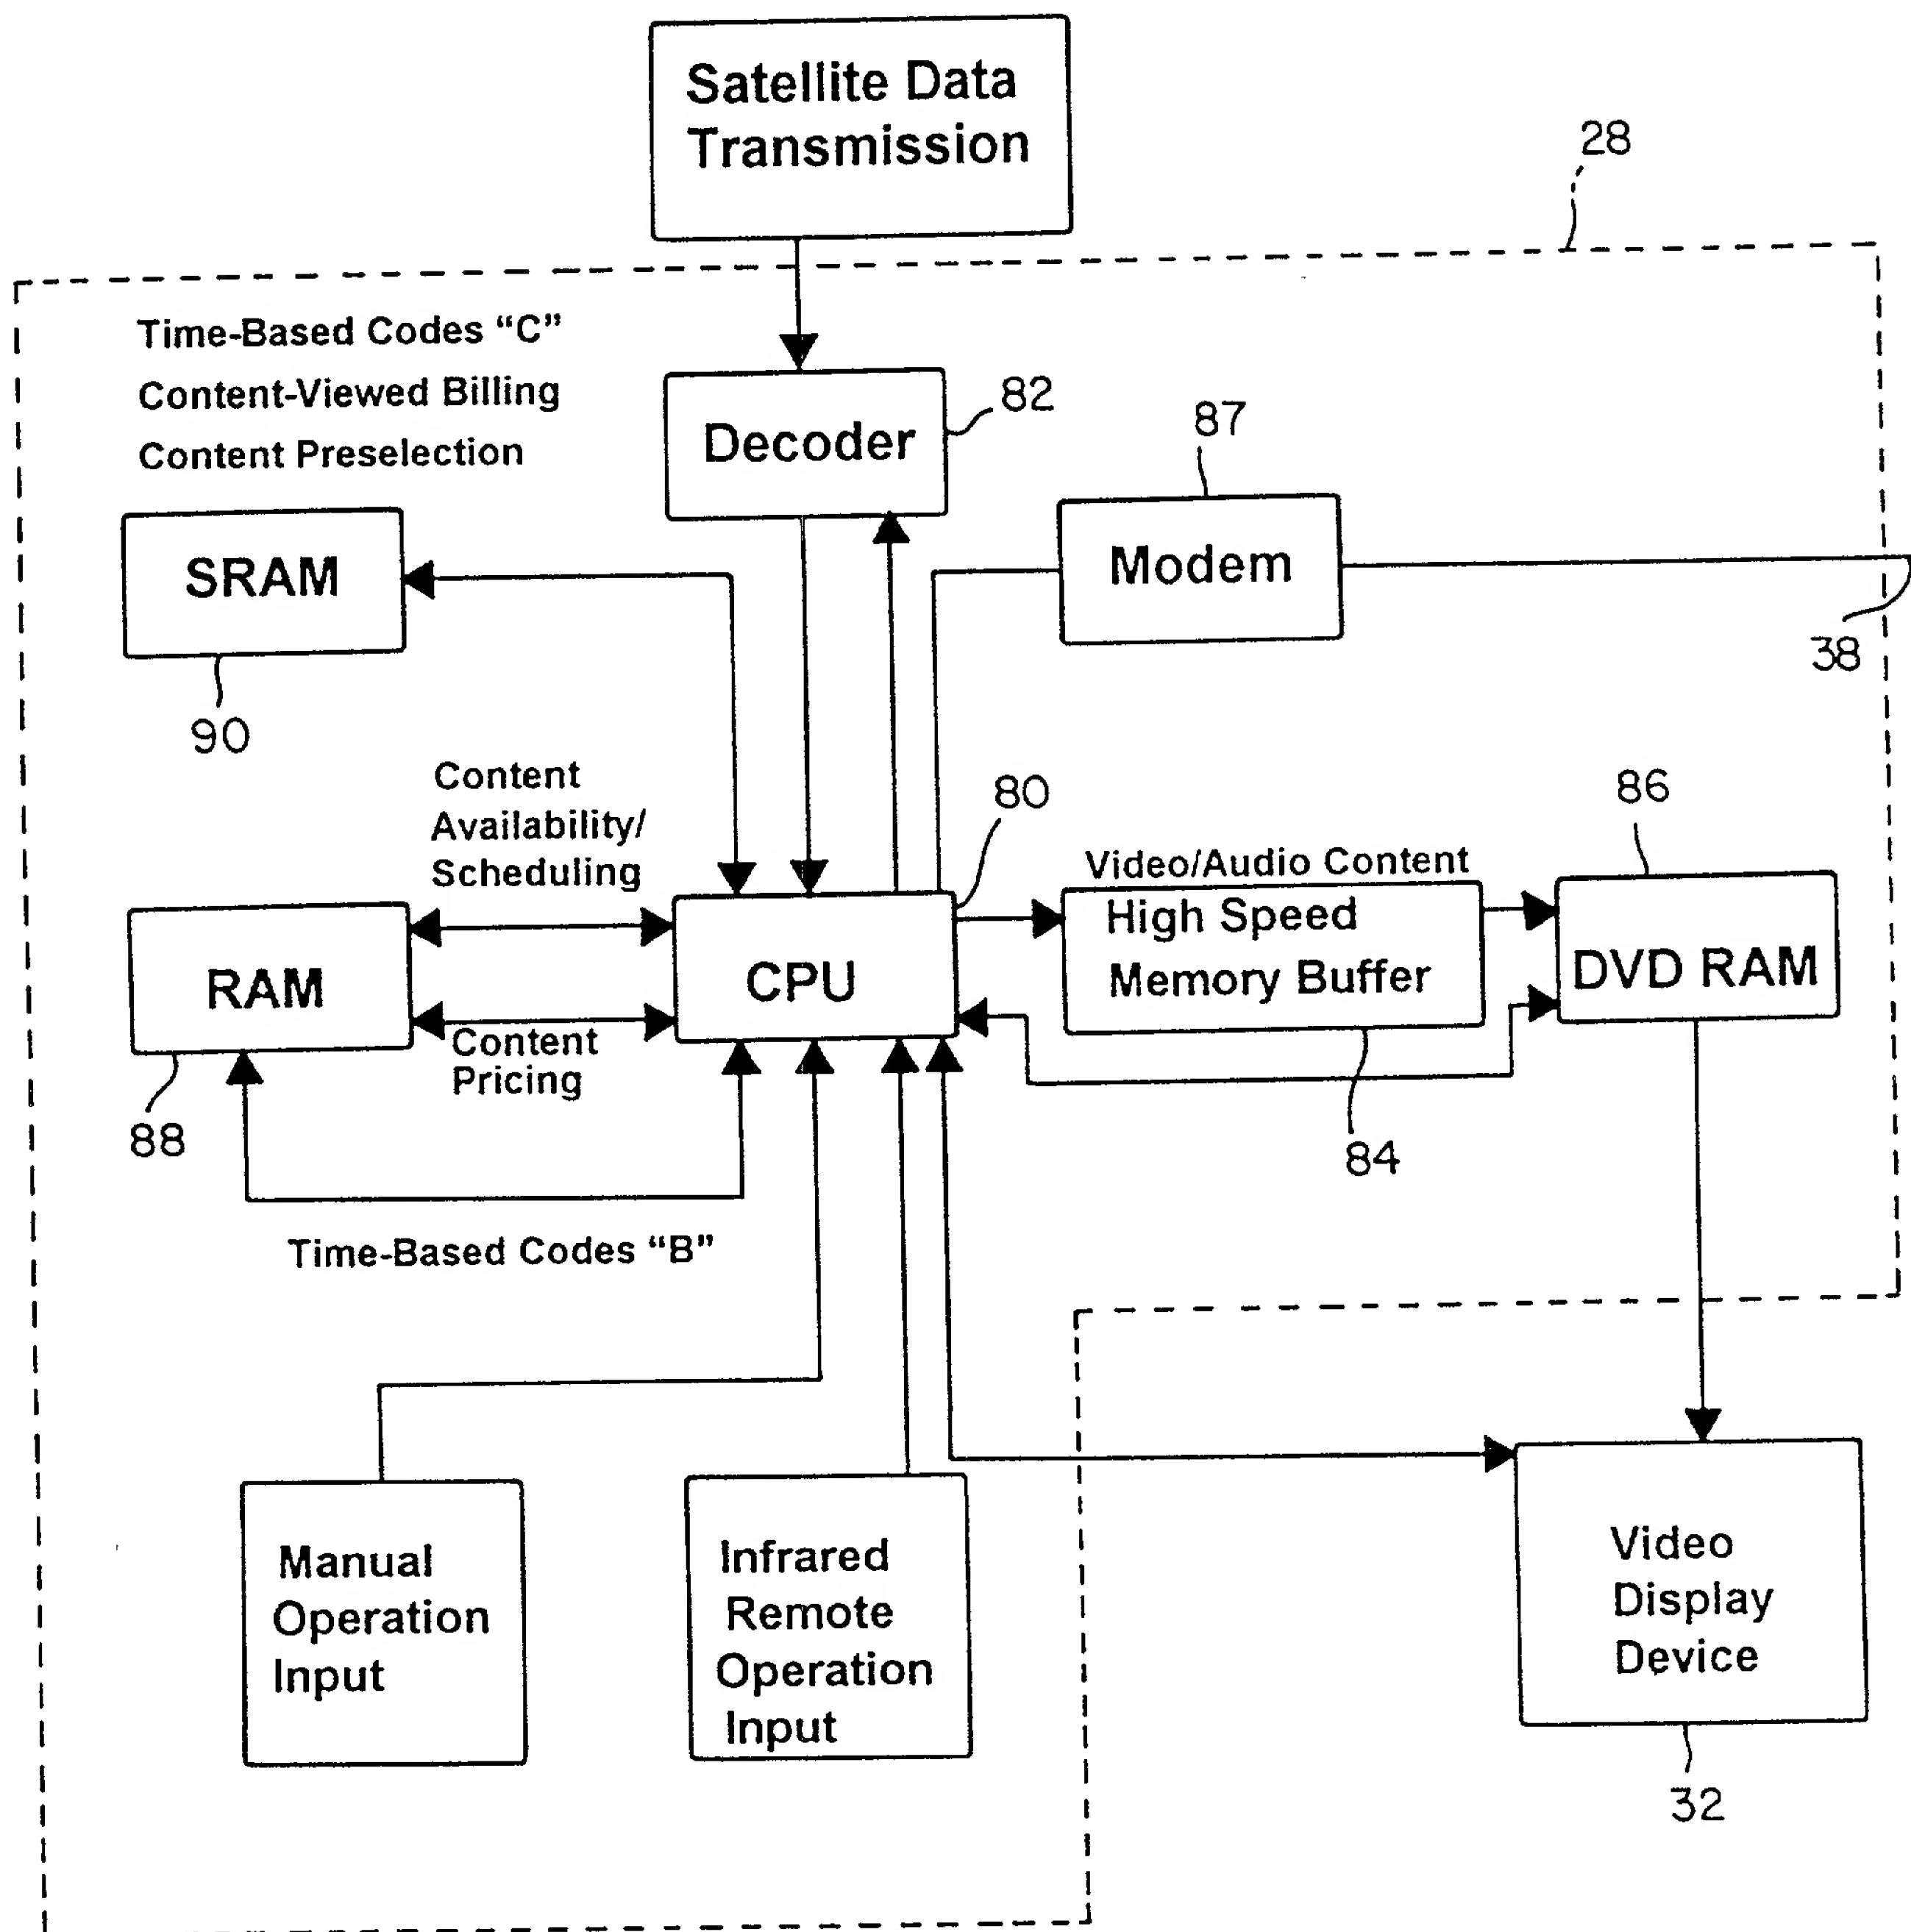 Satellite Data
Transmission
28
Time-Based Codes “C”
Content-Viewed Billing
Content Preselection
Decoder
82
87
SRAM
Modem
38
90
Content
Availability/
Scheduling
80
86
Video/Audio Content
RAM
CPU
High Speed
Memory Buffer
DVD RAM
Content
Pricing
88
84
Time-Based Codes “B”
Manual
Operation
Input
Infrared
Remote
Operation
Input
Video
Display
Device
32